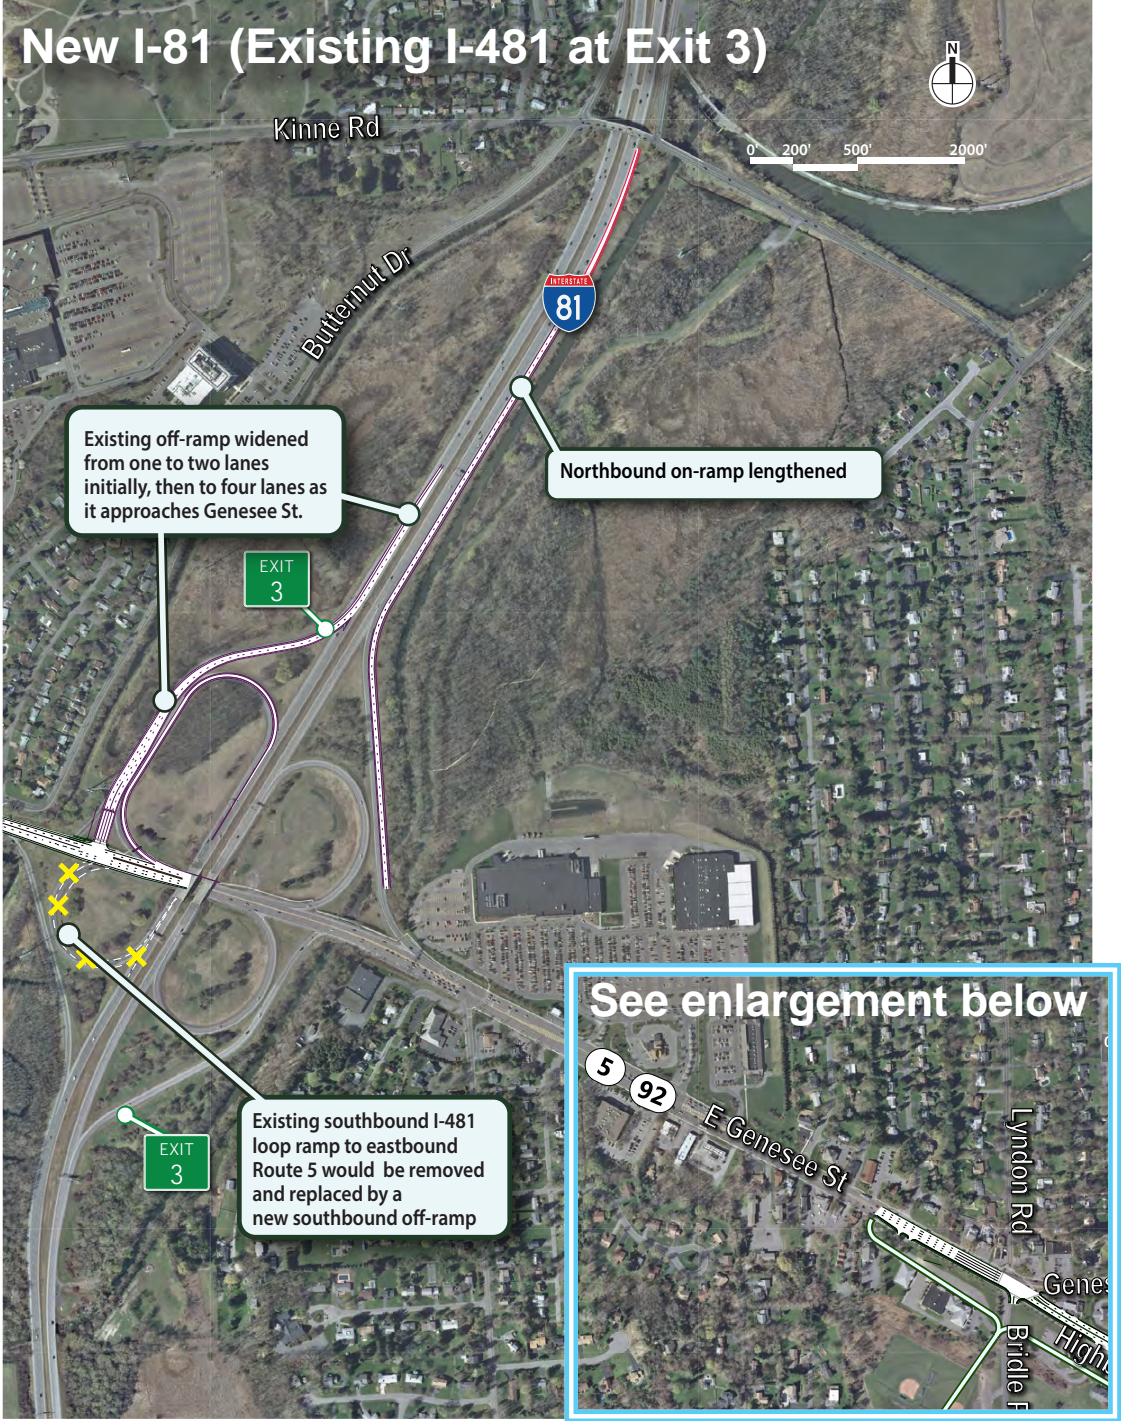 New I-81 (Existing I-481 at Exit 3)
N
Kinne Rd
0' 200' 500' 2000'
Butternut Dr
INTERSTATE
81
Existing off-ramp widened
from one to two lanes
initially, then to four lanes as
it approaches Genesee St.
Northbound on-ramp lengthened
EXIT
3
See enlargement below
5
92
E Genesee St
Lyndon Rd
Existing southbound I-481
loop ramp to eastbound
Route 5 would be removed
and replaced by a
new southbound off-ramp
EXIT
3
Genes
High
Bridle